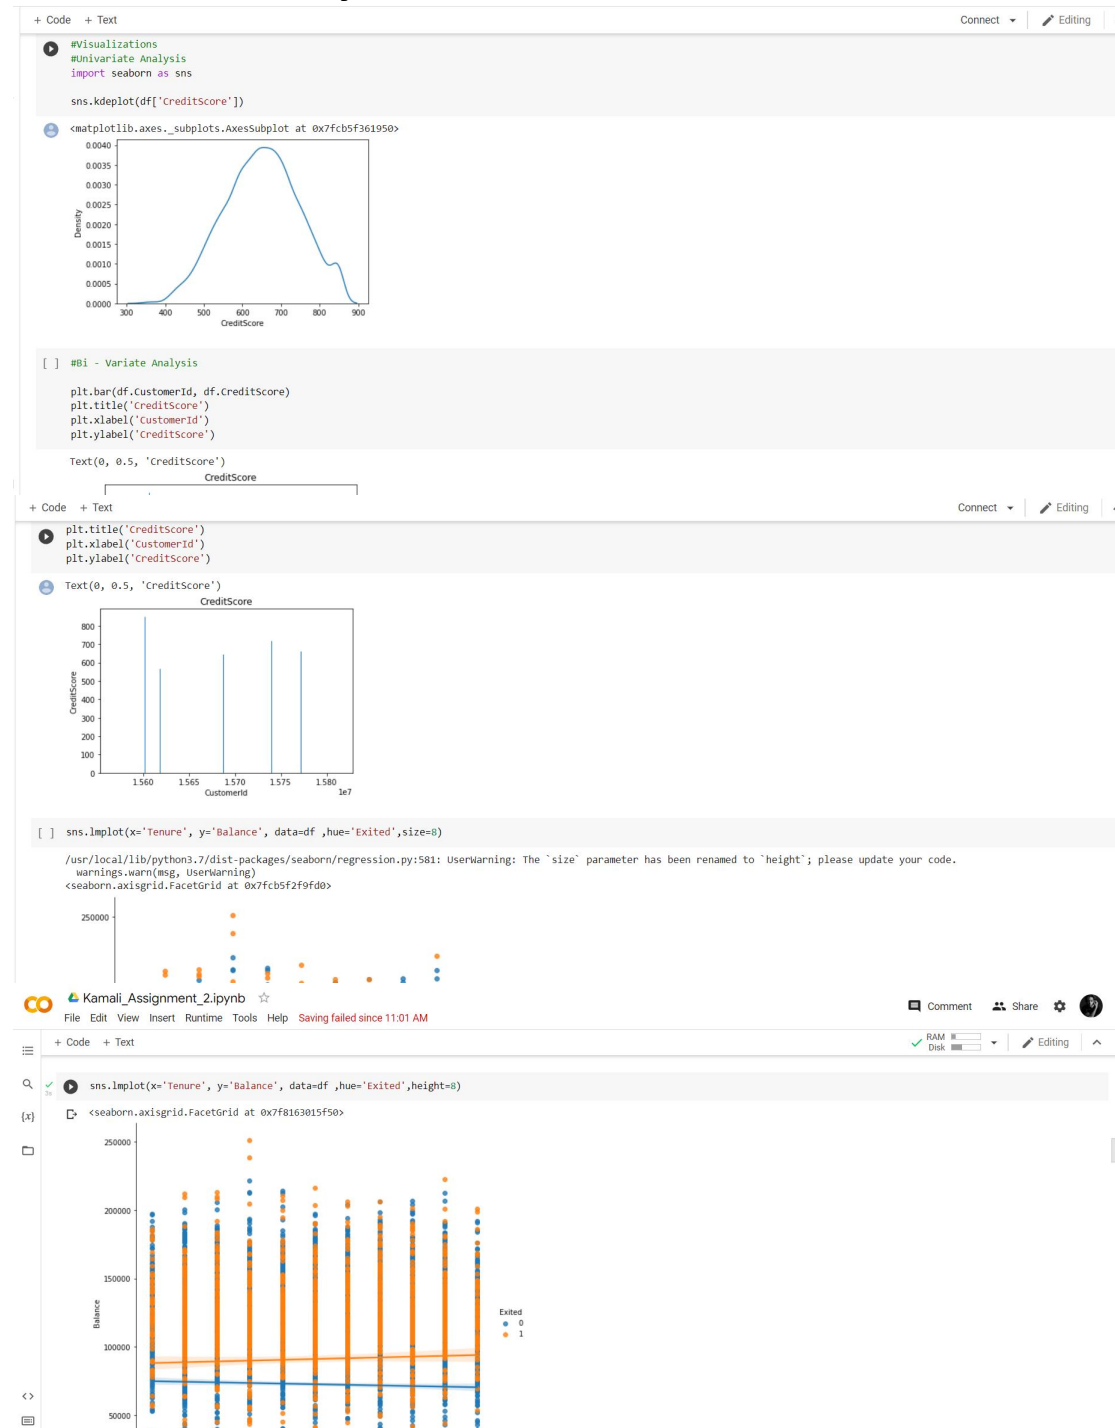 + Code + Text
Connect
Editing
#Visualizations
#Univariate Analysis
import seaborn as sns
sns.kdeplot(df['CreditScore'])
<matplotlib.axes._subplots.AxesSubplot at 0x7fcb5f361950>
0.0040
0.0035
0.0030
0.0025
0.0020
0.0015
0.0010
0.0005
0.0000
Density
300 400 500 600 700 800 900
CreditScore
[ ] #Bi - Variate Analysis
plt.bar(df.CustomerId, df.CreditScore)
plt.title('CreditScore')
plt.xlabel('CustomerId')
plt.ylabel('CreditScore')
Text(0, 0.5, 'CreditScore')
CreditScore
+ Code + Text
Connect
Editing
plt.title('CreditScore')
plt.xlabel('CustomerId')
plt.ylabel('CreditScore')
Text(0, 0.5, 'CreditScore')
CreditScore
800
700
600
500
400
300
200
100
0
CreditScore
1.560 1.565 1.570 1.575 1.580
CustomerId
1e7
[ ] sns.lmplot(x='Tenure', y='Balance', data=df ,hue='Exited',size=8)
/usr/local/lib/python3.7/dist-packages/seaborn/regression.py:581: UserWarning: The `size` parameter has been renamed to `height`; please update your code.
warnings.warn(msg, UserWarning)
<seaborn.axisgrid.FacetGrid at 0x7fcb5f2f9fd0>
250000
Kamali_Assignment_2.ipynb
Comment
Share
File Edit View Insert Runtime Tools Help Saving failed since 11:01 AM
+ Code + Text
RAM
Disk
Editing
3s
sns.lmplot(x='Tenure', y='Balance', data=df ,hue='Exited',height=8)
{x}
<seaborn.axisgrid.FacetGrid at 0x7f8163015f50>
250000
200000
150000
100000
50000
Balance
Exited
0
1